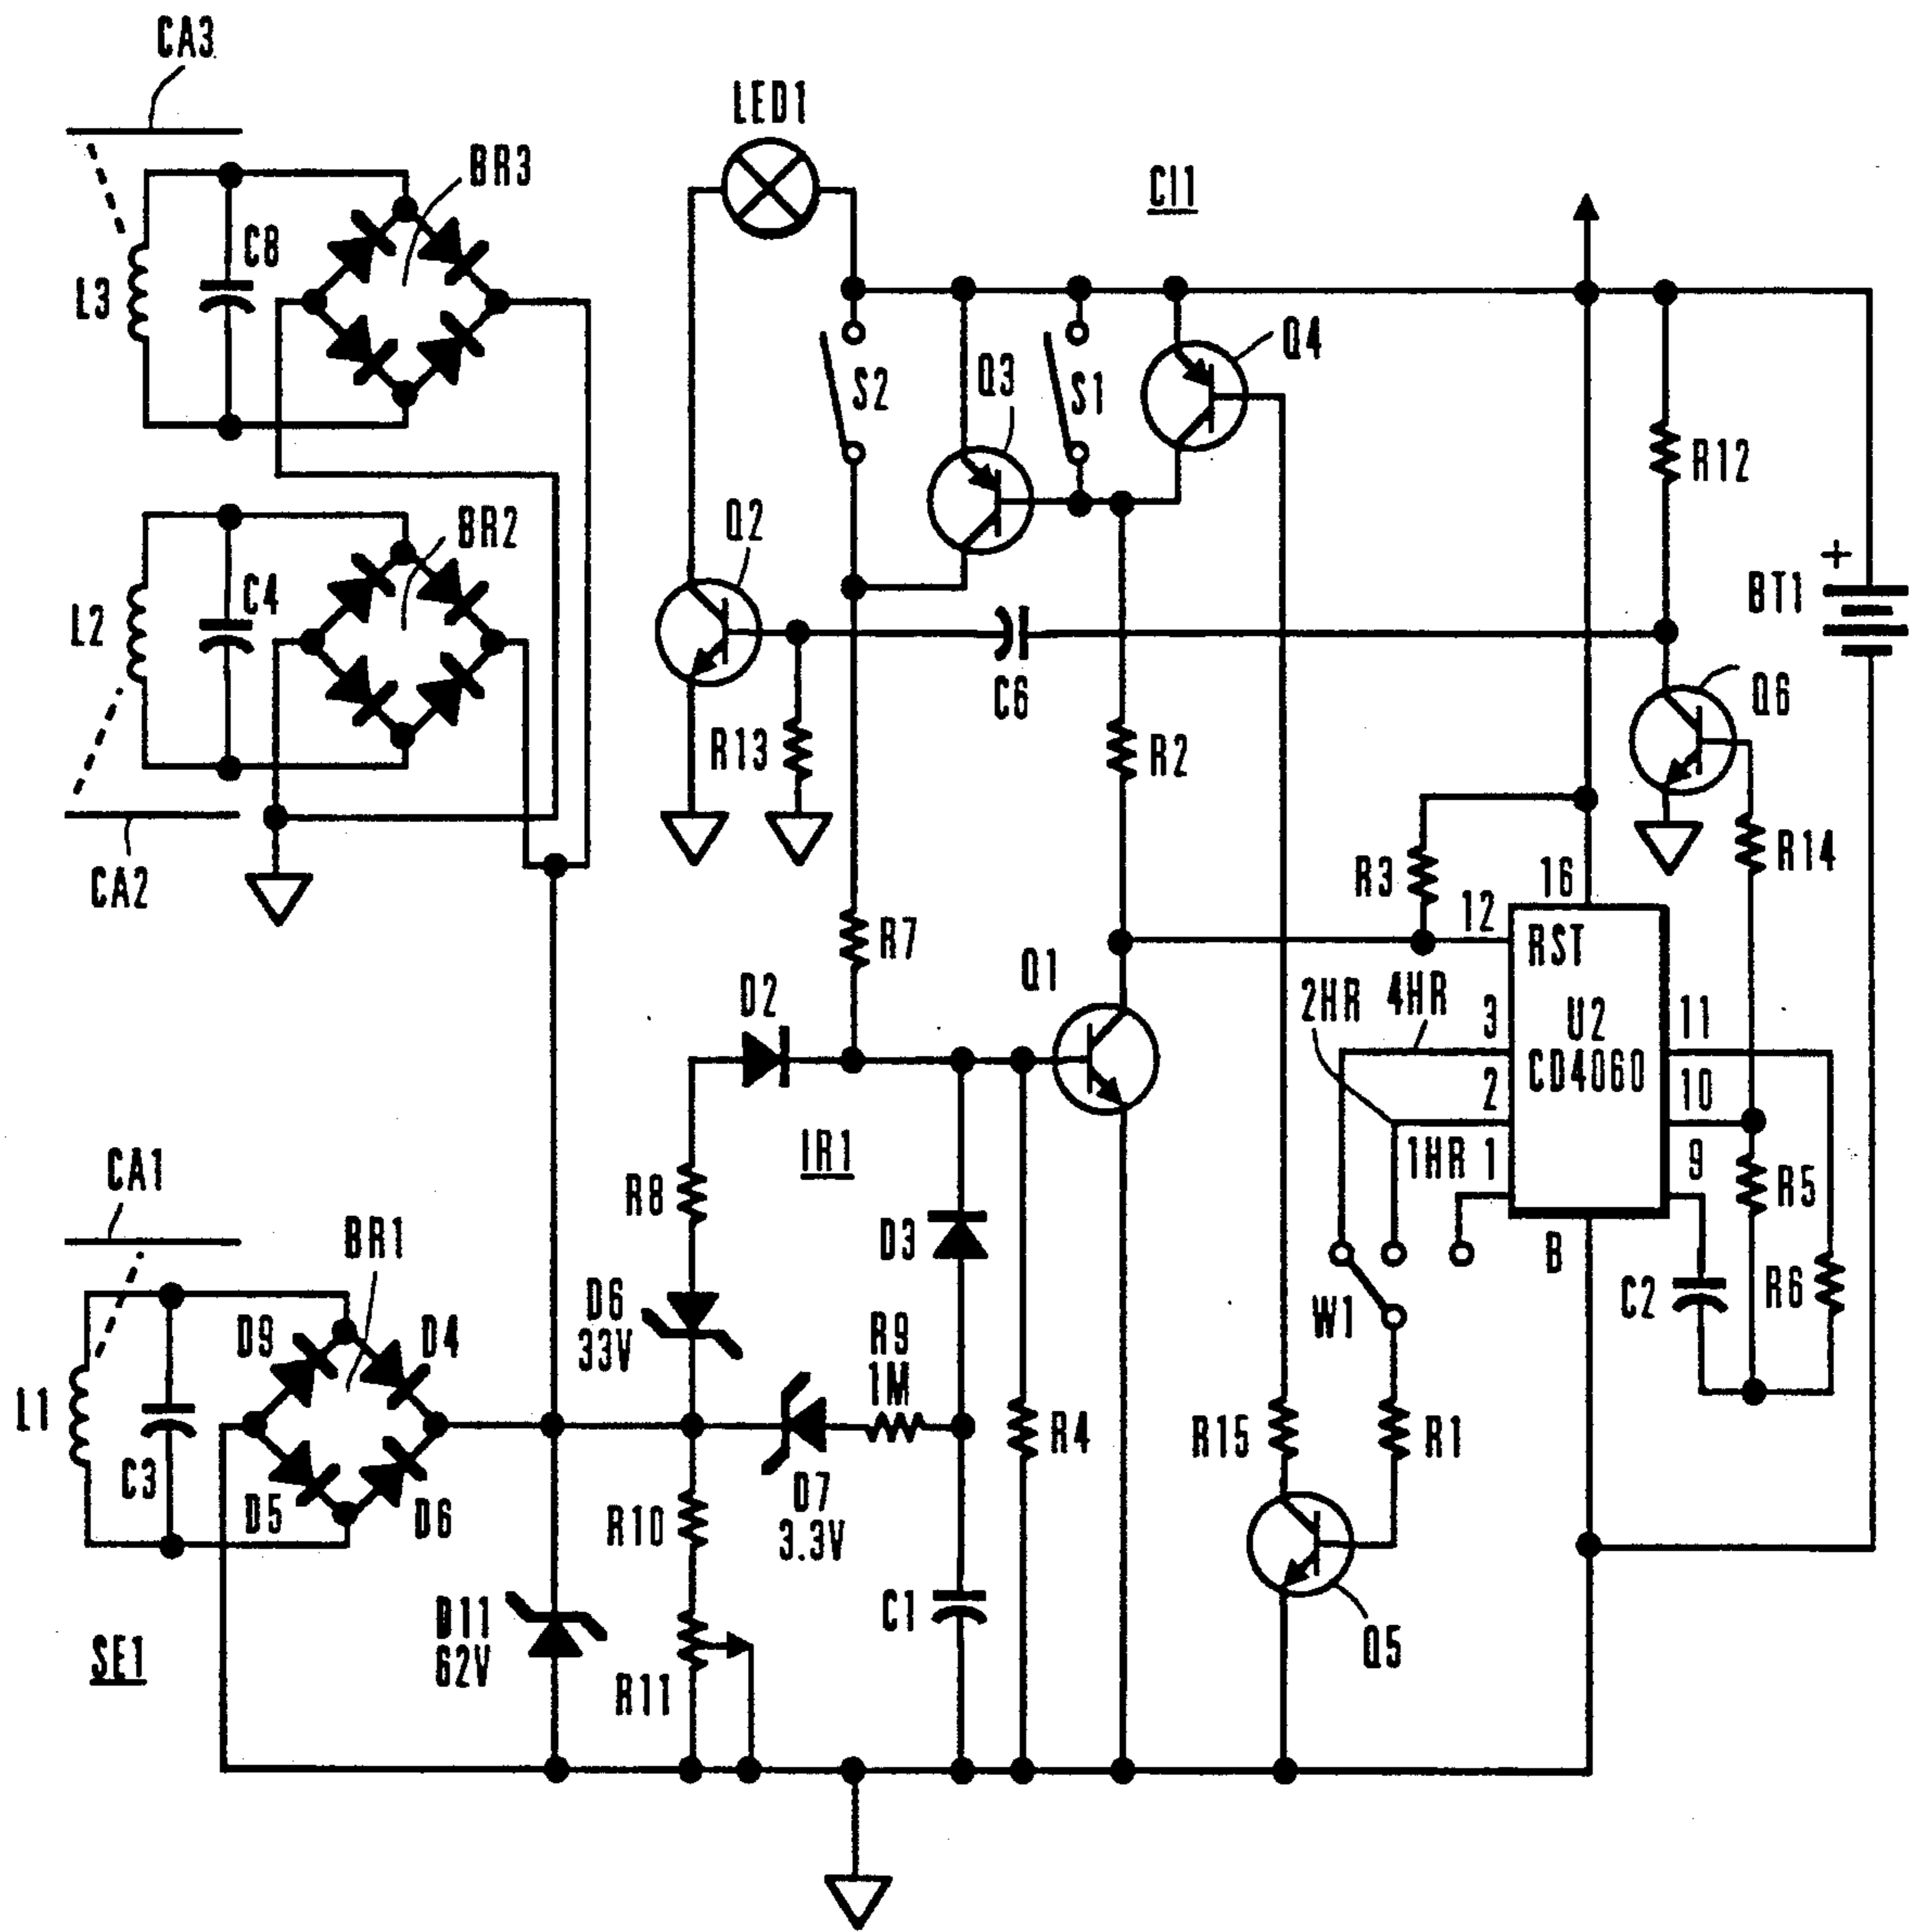 CA3
LED1
BR3
CI1
C8
L3
Q4
S2
Q3
S1
R12
Q2
BR2
+
BT1
C4
L2
C6
Q6
R13
R2
R14
CA2
R3
16
12
R7
RST
Q1
2HR
4HR
D2
3
U2
11
CD4060
2
10
IR1
1HR
1
9
CA1
R8
R5
BR1
D3
B
D6
33V
C2
R6
D9
D4
R9
1M
W1
L1
R4
R15
R1
C3
D5
D6
R10
D7
3.3V
D11
62V
C1
SE1
R11
Q5